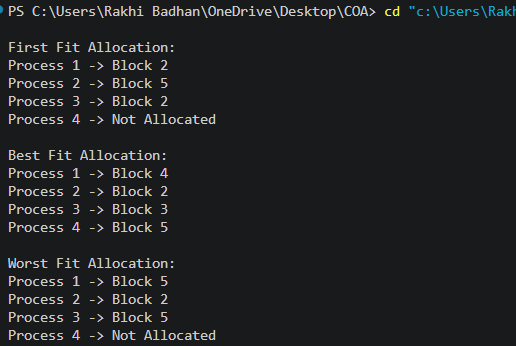 PS C:\Users\Rakhi Badhan\OneDrive\Desktop\COA> cd "c:\Users\Rakh
First Fit Allocation:
Process 1 -> Block 2
Process 2 -> Block 5
Process 3 -> Block 2
Process 4 -> Not Allocated
Best Fit Allocation:
Process 1 -> Block 4
Process 2 -> Block 2
Process 3 -> Block 3
Process 4 -> Block 5
Worst Fit Allocation:
Process 1 -> Block 5
Process 2 -> Block 2
Process 3 -> Block 5
Process 4 -> Not Allocated